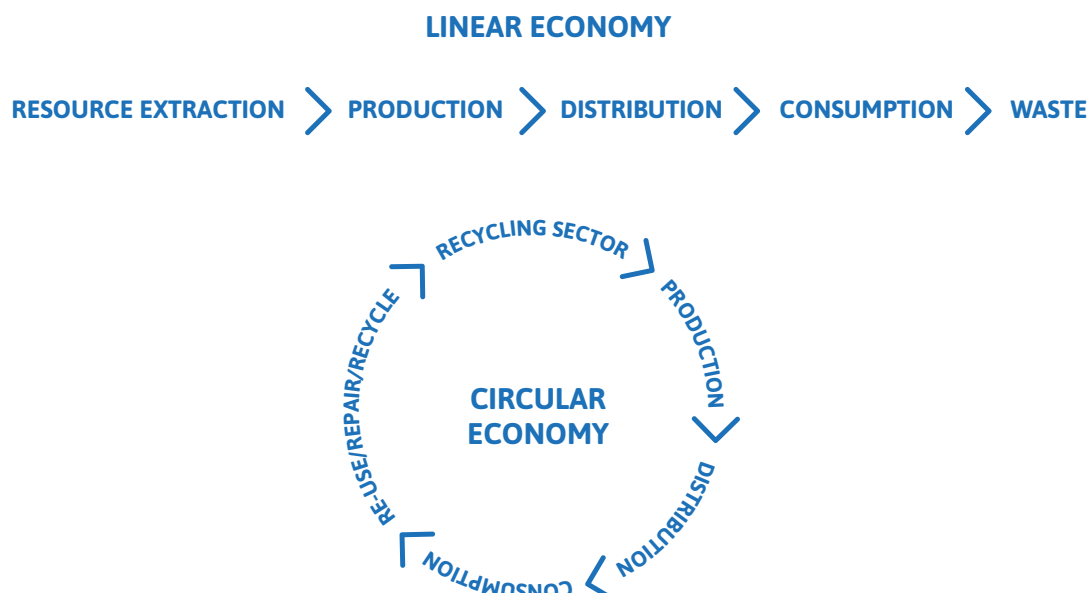 LINEAR ECONOMY
RESOURCE EXTRACTION
PRODUCTION
DISTRIBUTION
CONSUMPTION
WASTE
RECYCLING SECTOR
PRODUCTION
DISTRIBUTION
CONSUMPTION
RE-USE/REPAIR/RECYCLE
CIRCULAR
ECONOMY